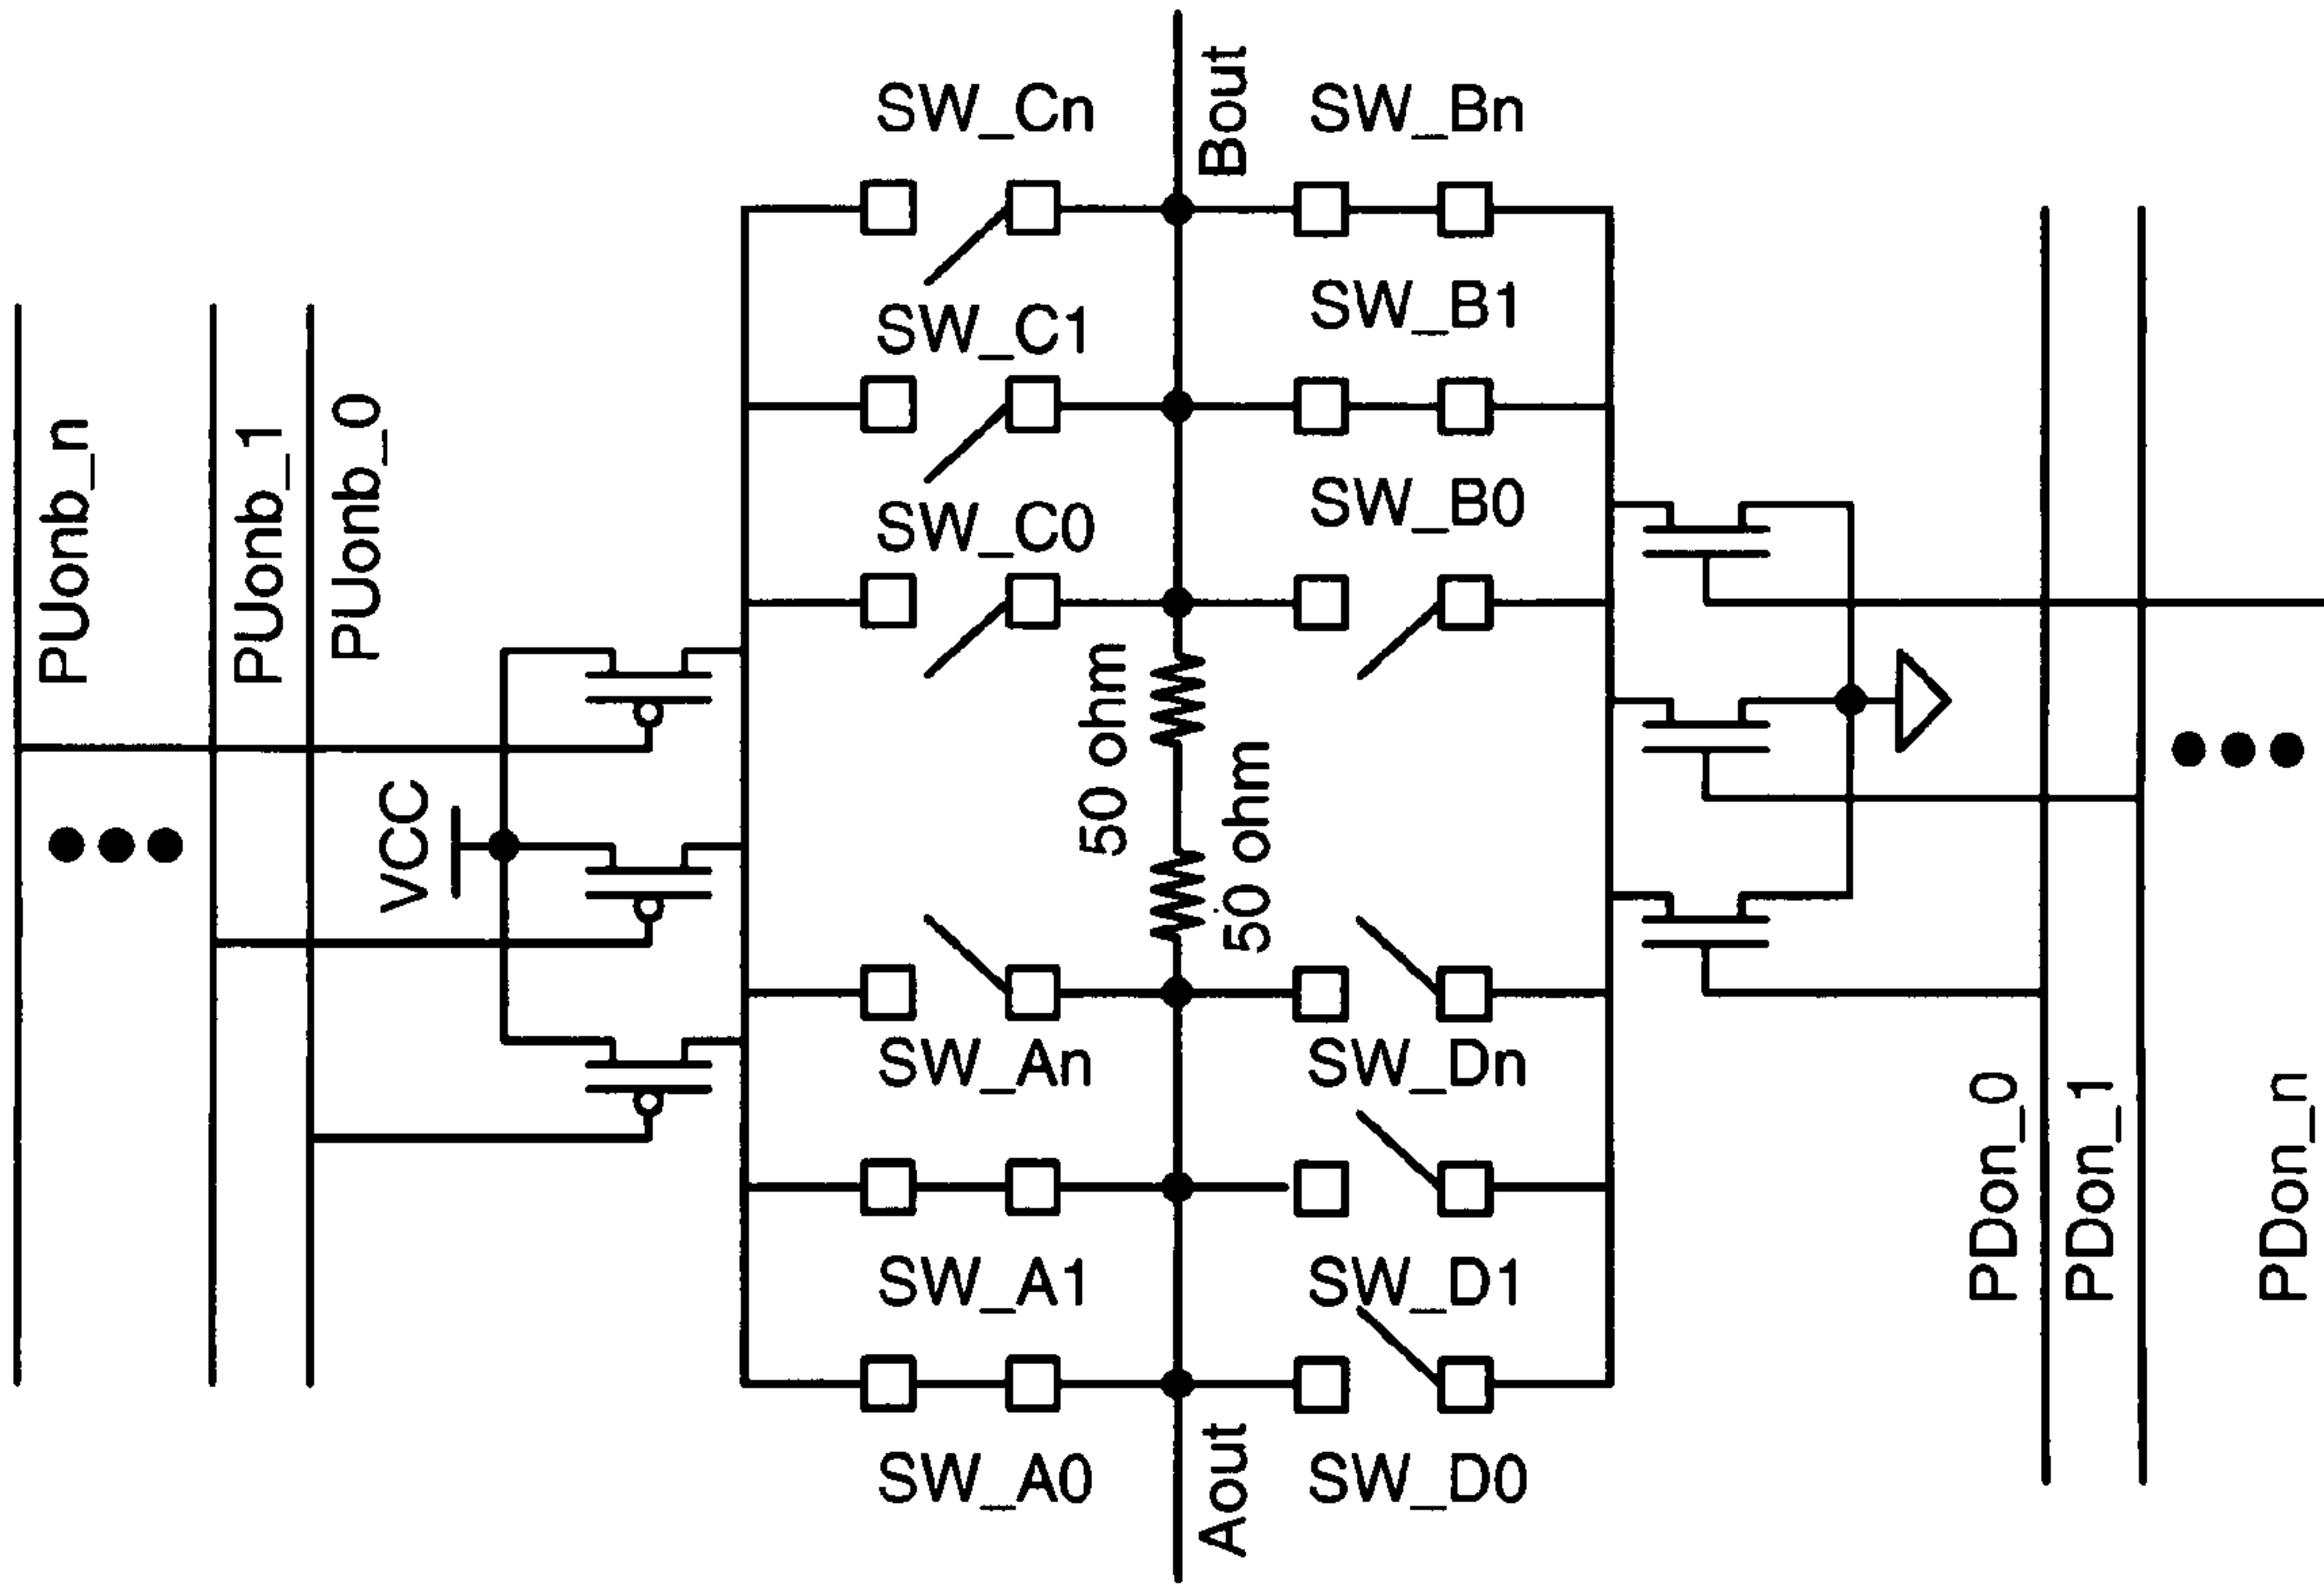 SW_Cn
Bout
SW_Bn
SW_C1
SW_B1
PUonb_n
PUonb_1
PUonb_0
SW_C0
SW_B0
50 ohm
50 ohm
VCC
SW_An
SW_Dn
PDon_0
PDon_1
PDon_n
SW_A1
SW_D1
SW_A0
Aout
SW_D0